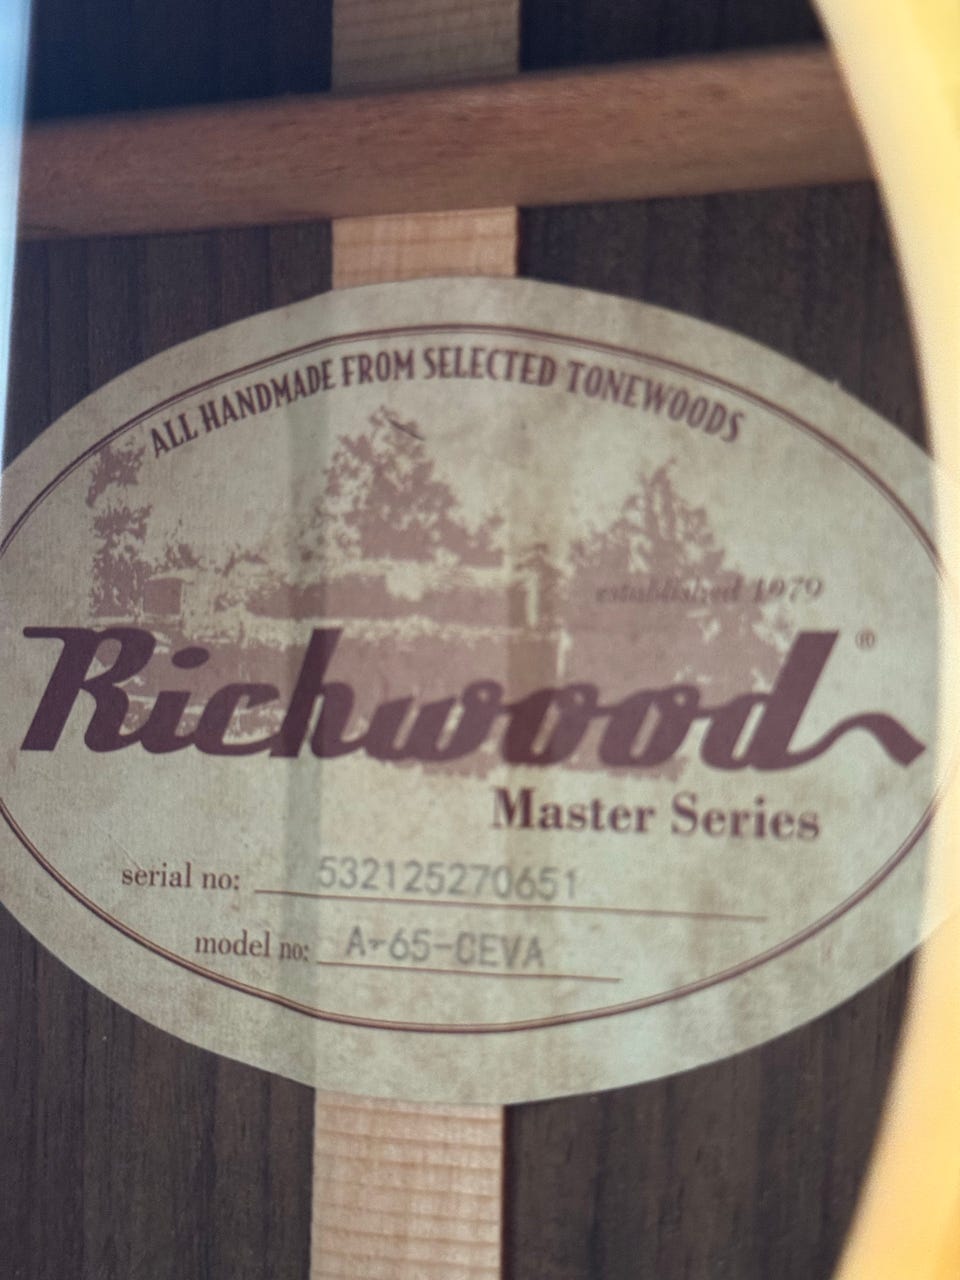 ALL HANDMADE FROM SELECTED TONEWOODS
established 1979
Richwood®
Master Series
serial no: 532125270651
model no: A-65-CEVA